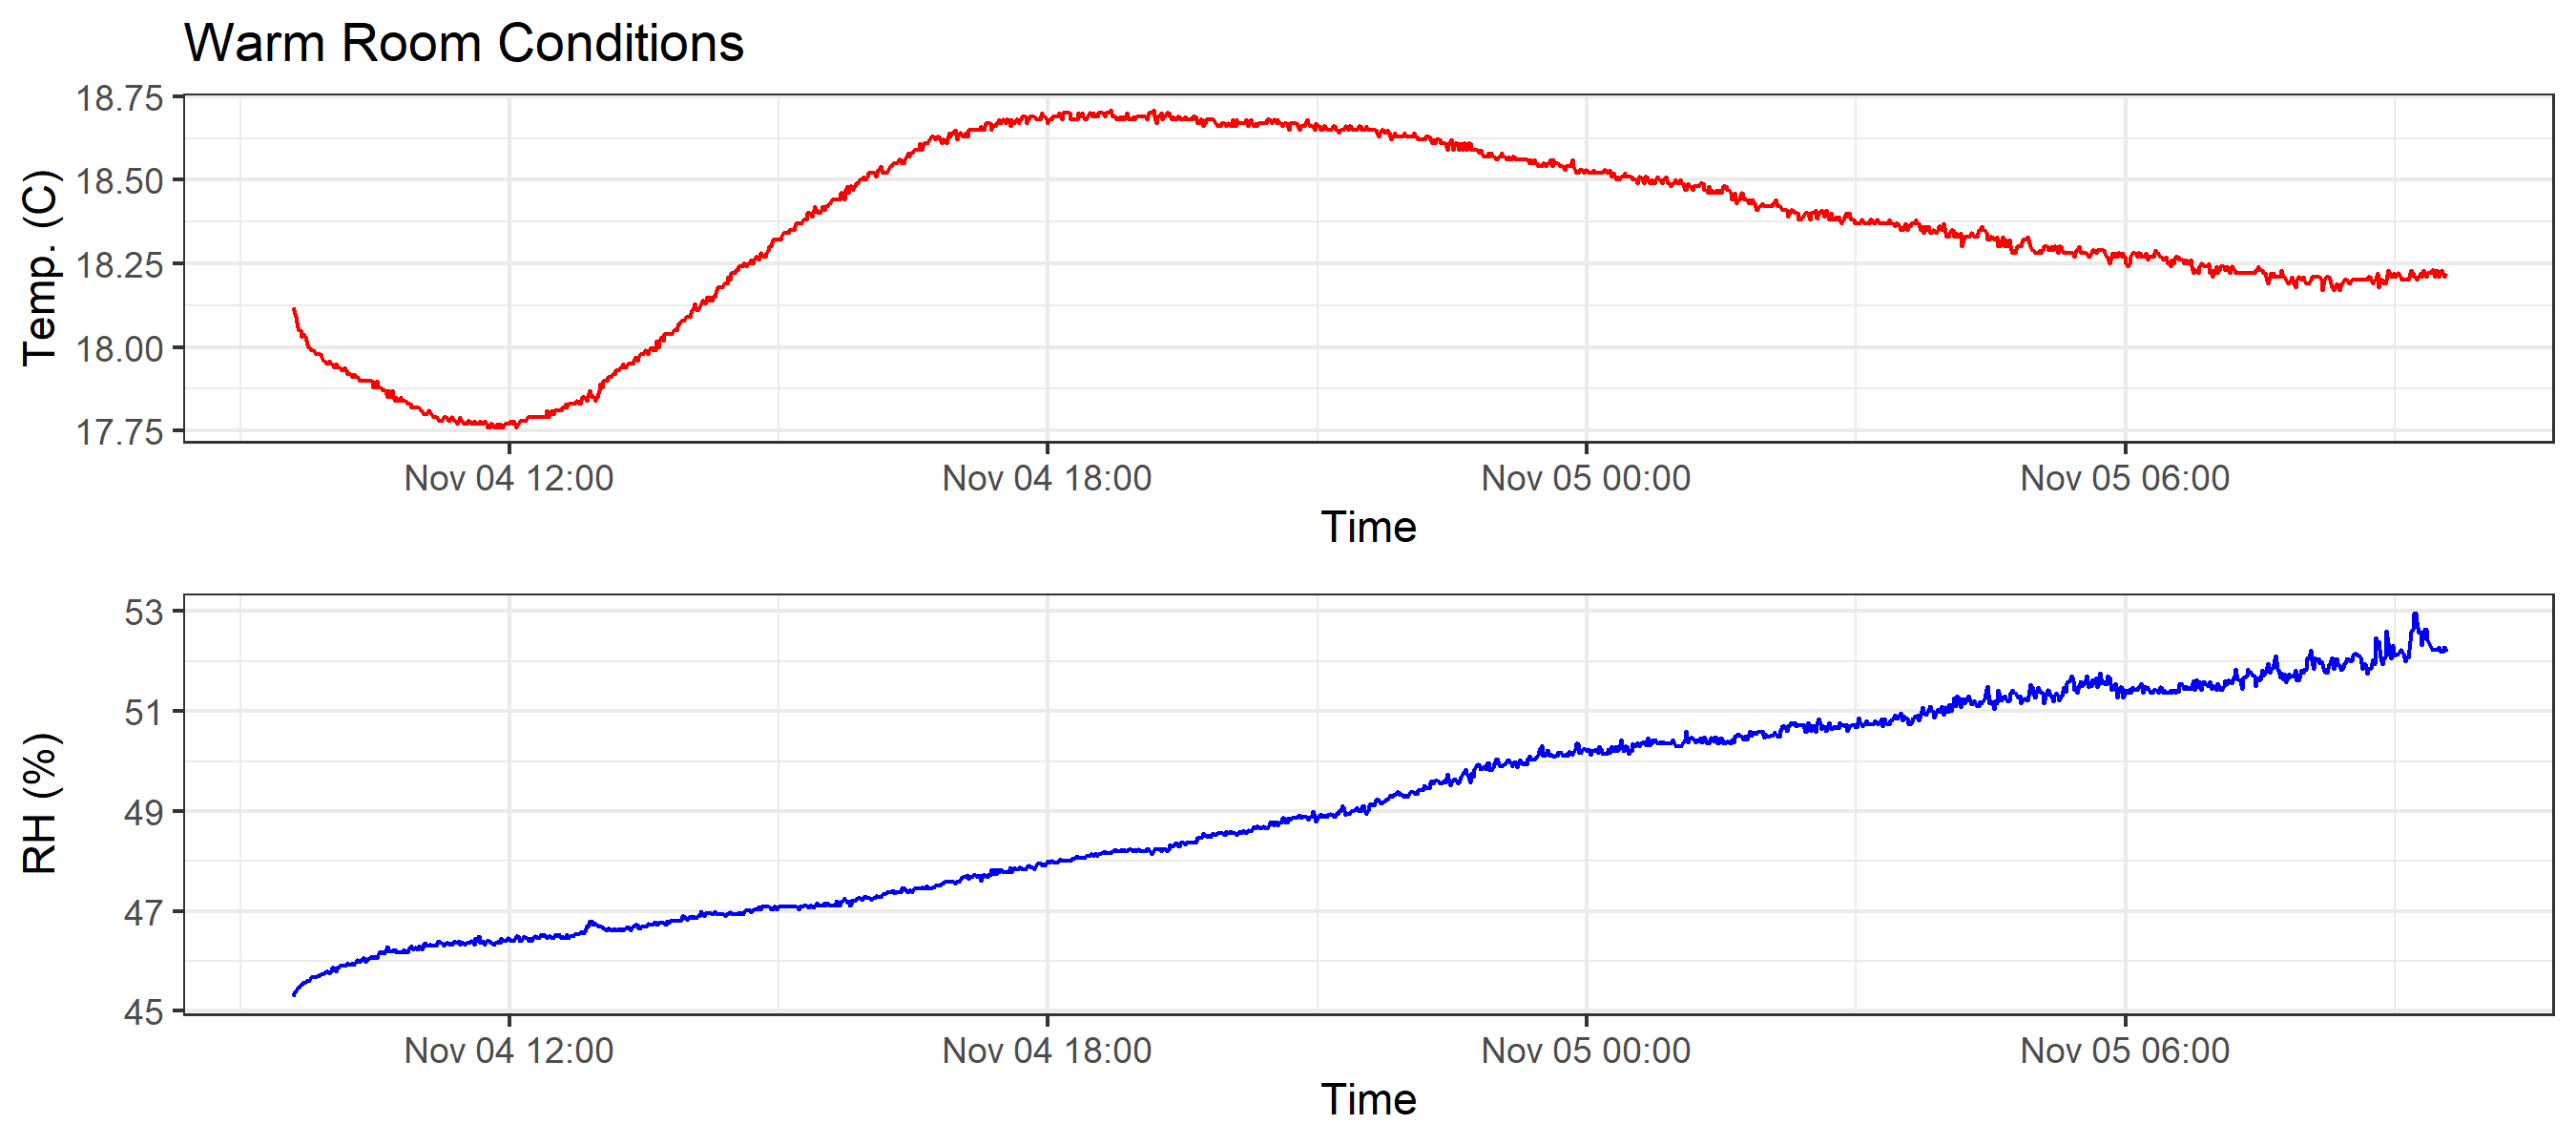 Warm Room Conditions
18.75
18.50
18.25
18.00
17.75
Temp. (C)
Nov 04 12:00 Nov 04 18:00 Nov 05 00:00 Nov 05 06:00
Time
53
51
49
47
45
RH (%)
Nov 04 12:00 Nov 04 18:00 Nov 05 00:00 Nov 05 06:00
Time